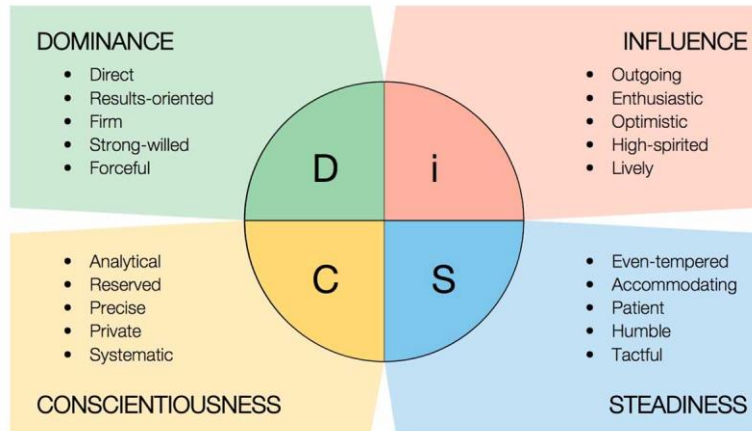 DOMINANCE
• Direct
• Results-oriented
• Firm
• Strong-willed
• Forceful
INFLUENCE
• Outgoing
• Enthusiastic
• Optimistic
• High-spirited
• Lively
D
i
C
S
• Analytical
• Reserved
• Precise
• Private
• Systematic
CONSCIENTIOUSNESS
• Even-tempered
• Accommodating
• Patient
• Humble
• Tactful
STEADINESS